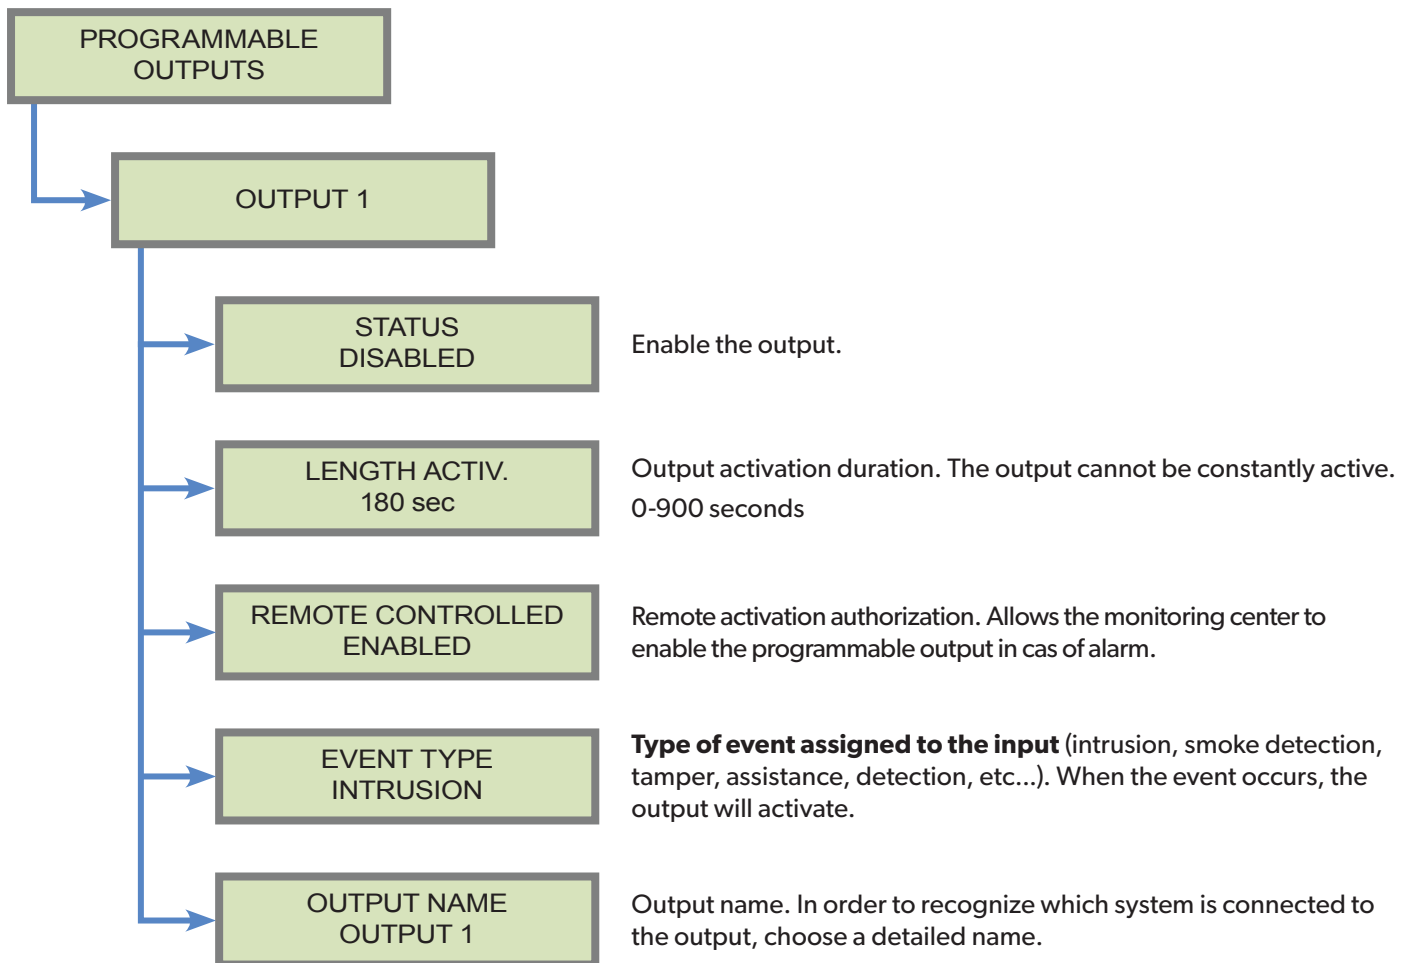 PROGRAMMABLE
OUTPUTS
OUTPUT 1
STATUS
DISABLED
Enable the output.
LENGTH ACTIV.
180 sec
Output activation duration. The output cannot be constantly active.
0-900 seconds
REMOTE CONTROLLED
ENABLED
Remote activation authorization. Allows the monitoring center to
enable the programmable output in cas of alarm.
EVENT TYPE
INTRUSION
Type of event assigned to the input (intrusion, smoke detection,
tamper, assistance, detection, etc...). When the event occurs, the
output will activate.
OUTPUT NAME
OUTPUT 1
Output name. In order to recognize which system is connected to
the output, choose a detailed name.